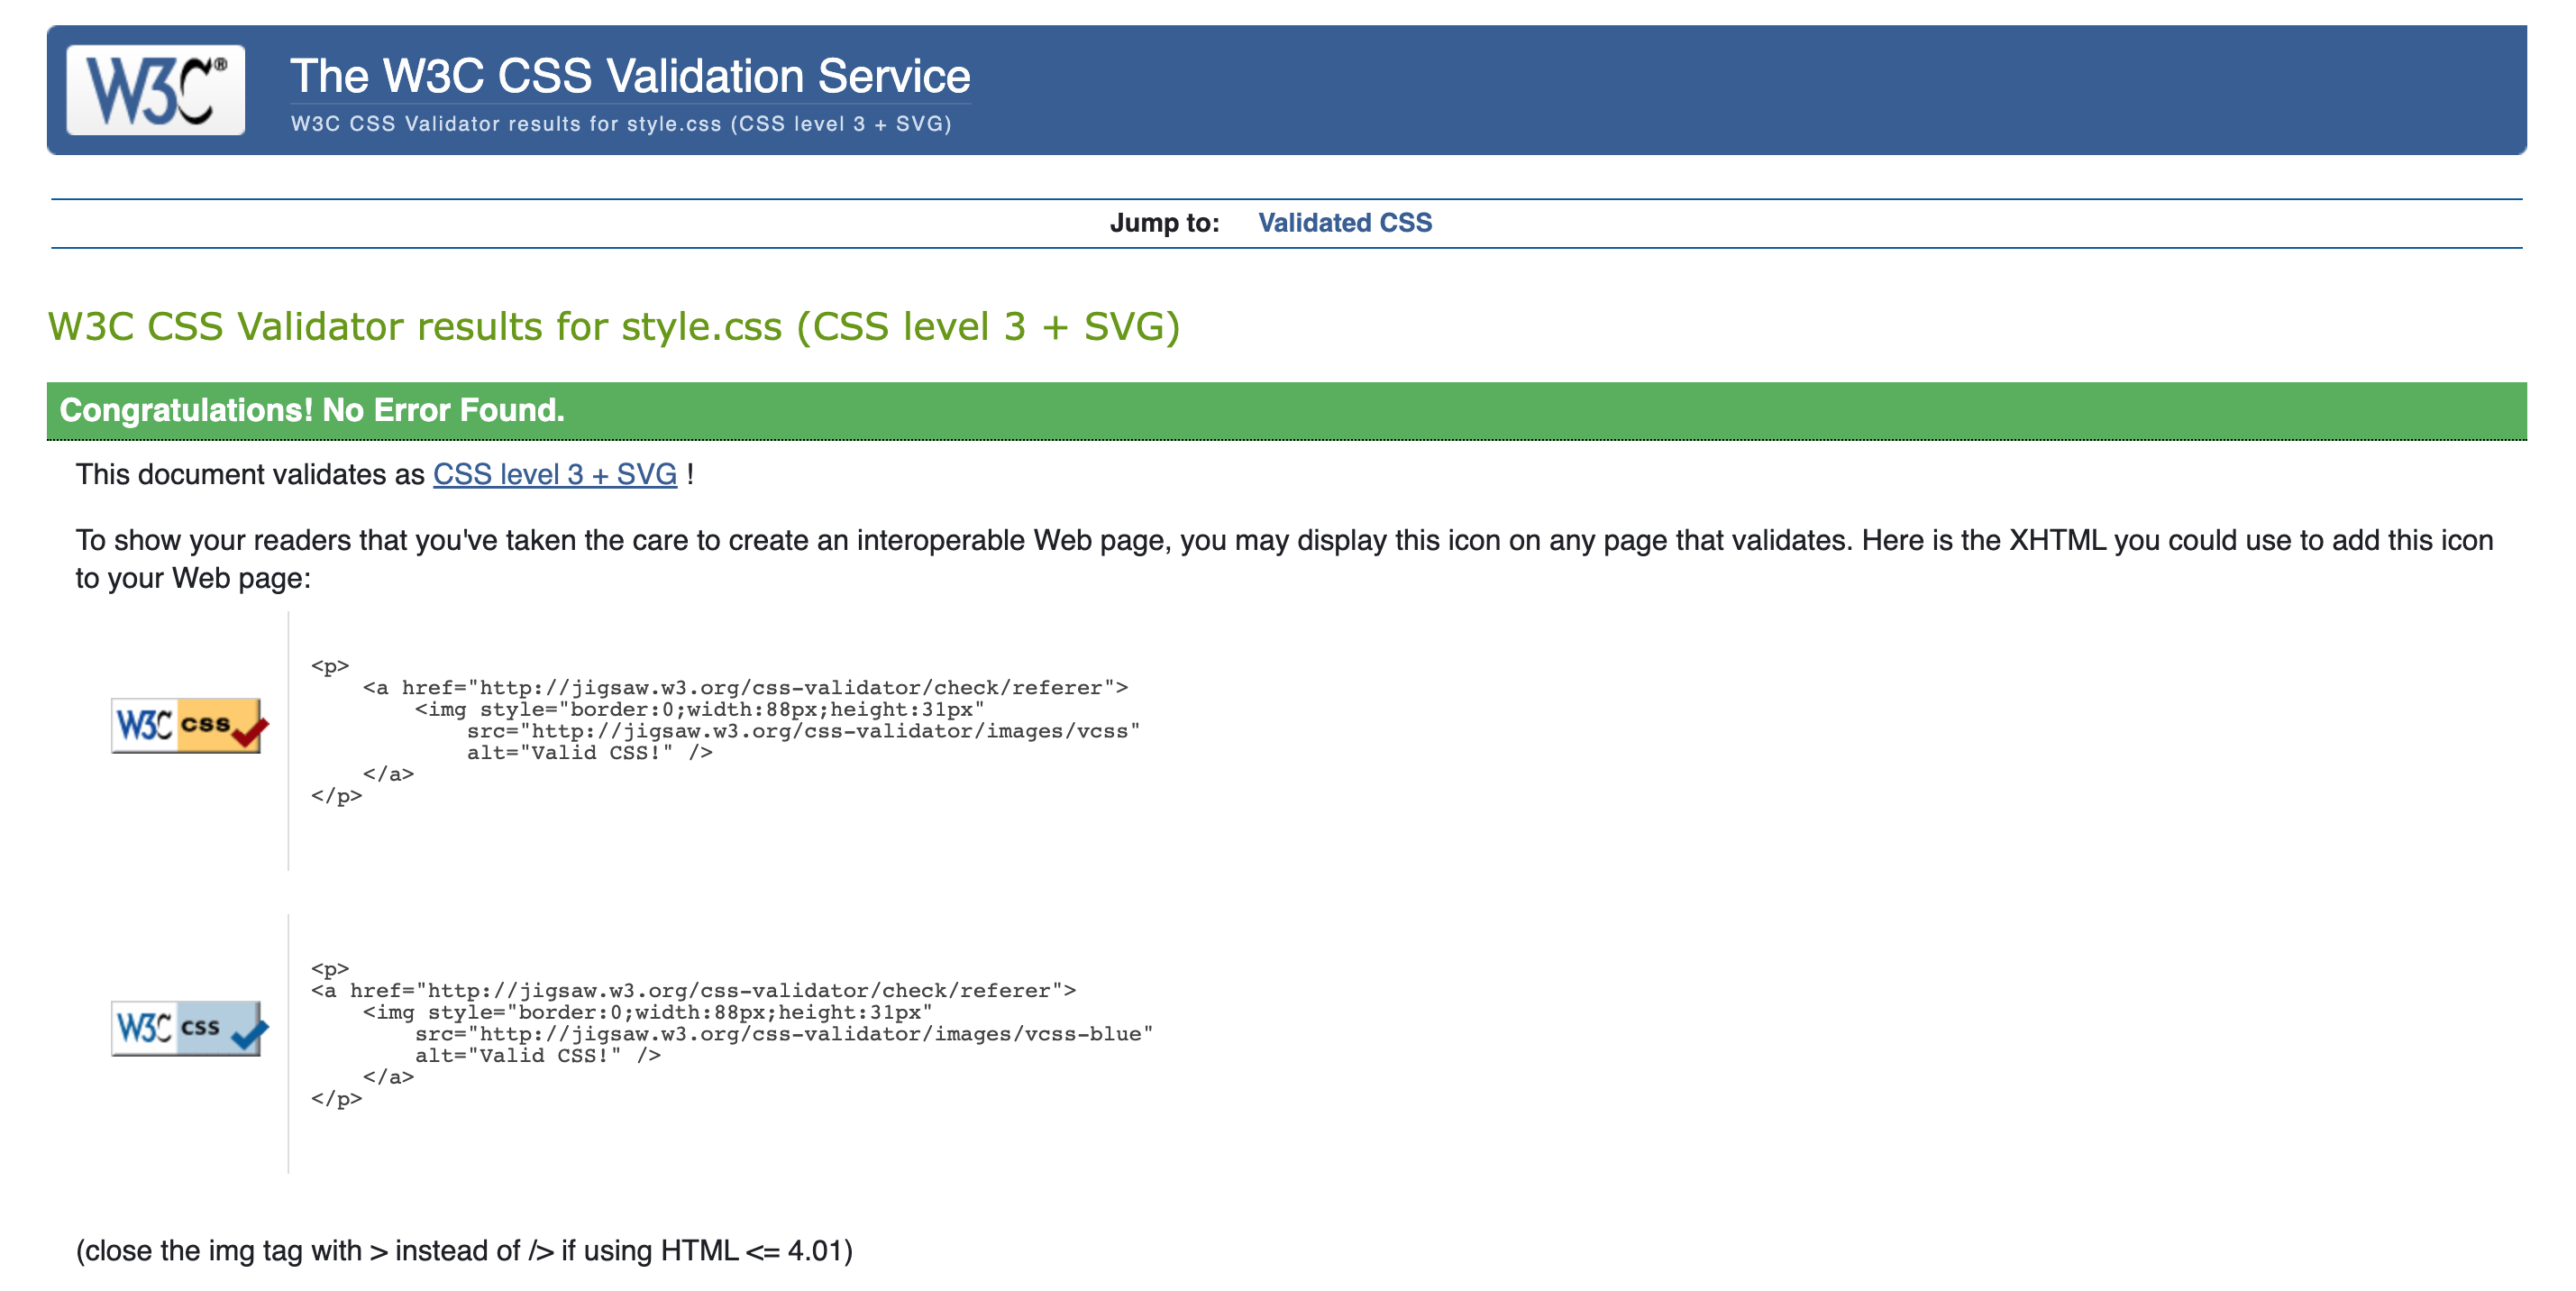 W3C®
The W3C CSS Validation Service
W3C CSS Validator results for style.css (CSS level 3 + SVG)
Jump to: Validated CSS
W3C CSS Validator results for style.css (CSS level 3 + SVG)
Congratulations! No Error Found.
This document validates as CSS level 3 + SVG !
To show your readers that you've taken the care to create an interoperable Web page, you may display this icon on any page that validates. Here is the XHTML you could use to add this icon
to your Web page:
W3C css
<p>
    <a href="http://jigsaw.w3.org/css-validator/check/referer">
        <img style="border:0;width:88px;height:31px"
            src="http://jigsaw.w3.org/css-validator/images/vcss"
            alt="Valid CSS!" />
    </a>
</p>
W3C css
<p>
<a href="http://jigsaw.w3.org/css-validator/check/referer">
    <img style="border:0;width:88px;height:31px"
        src="http://jigsaw.w3.org/css-validator/images/vcss-blue"
        alt="Valid CSS!" />
    </a>
</p>
(close the img tag with > instead of /> if using HTML <= 4.01)